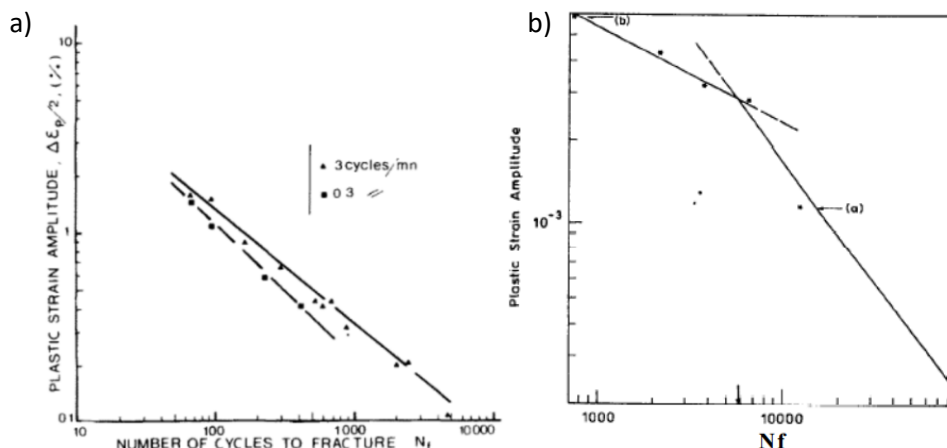 a)
PLASTIC STRAIN AMPLITUDE, Δεp/2, (%)
10
1
0.1
▲ 3 cycles/mn
■ 0.3 〃
10
100
1000
10000
NUMBER OF CYCLES TO FRACTURE Nf
b)
Plastic Strain Amplitude
10-3
(b)
(a)
1000
10000
Nf